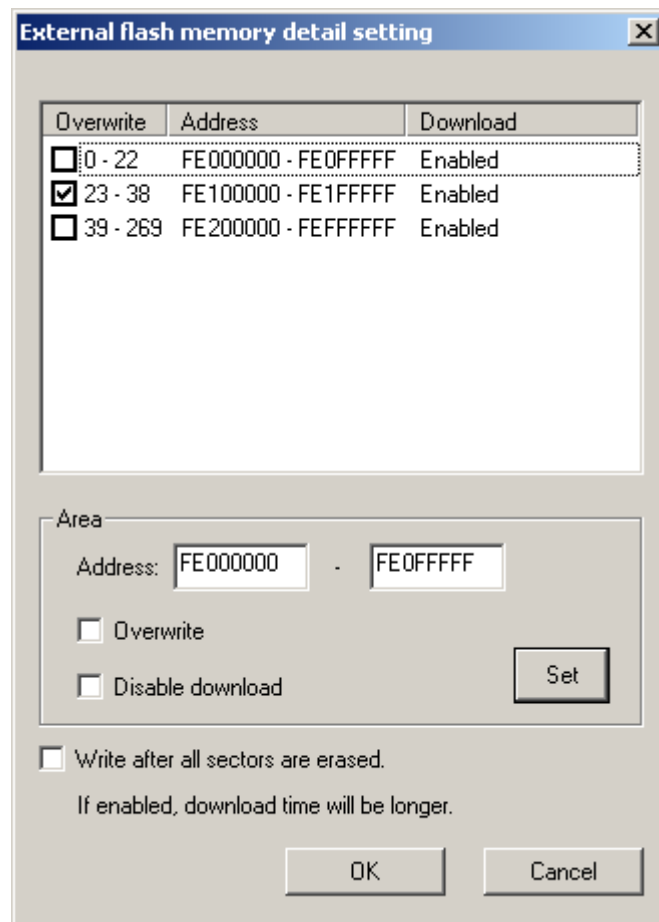 External flash memory detail setting
Overwrite Address Download
0 - 22 FE000000 - FE0FFFFF Enabled
23 - 38 FE100000 - FE1FFFFF Enabled
39 - 269 FE200000 - FEFFFFFF Enabled
Area
Address: FE000000 - FE0FFFFF
Overwrite
Disable download
Set
Write after all sectors are erased.
If enabled, download time will be longer.
OK Cancel